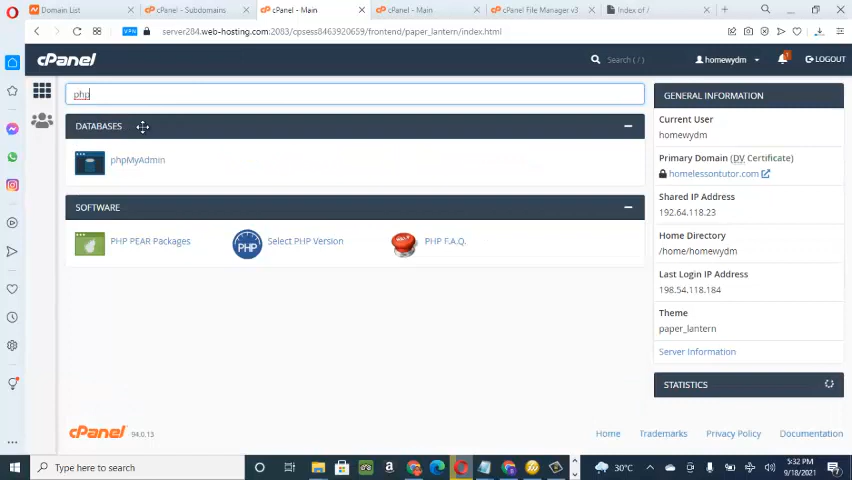 Domain List
cPanel - Subdomains
cPanel - Main
cPanel - Main
cPanel File Manager v3
Index of /
VPN
server284.web-hosting.com:2083/cpsess8463920659/frontend/paper_lantern/index.html
cPanel
Search ( / )
homewydm
1
LOGOUT
php
DATABASES
phpMyAdmin
SOFTWARE
PHP PEAR Packages
PHP
Select PHP Version
PHP F.A.Q.
GENERAL INFORMATION
Current User
homewydm
Primary Domain (DV Certificate)
homelessontutor.com
Shared IP Address
192.64.118.23
Home Directory
/home/homewydm
Last Login IP Address
198.54.118.184
Theme
paper_lantern
Server Information
STATISTICS
cPanel 94.0.13
Home
Trademarks
Privacy Policy
Documentation
Type here to search
30°C
5:32 PM
9/18/2021